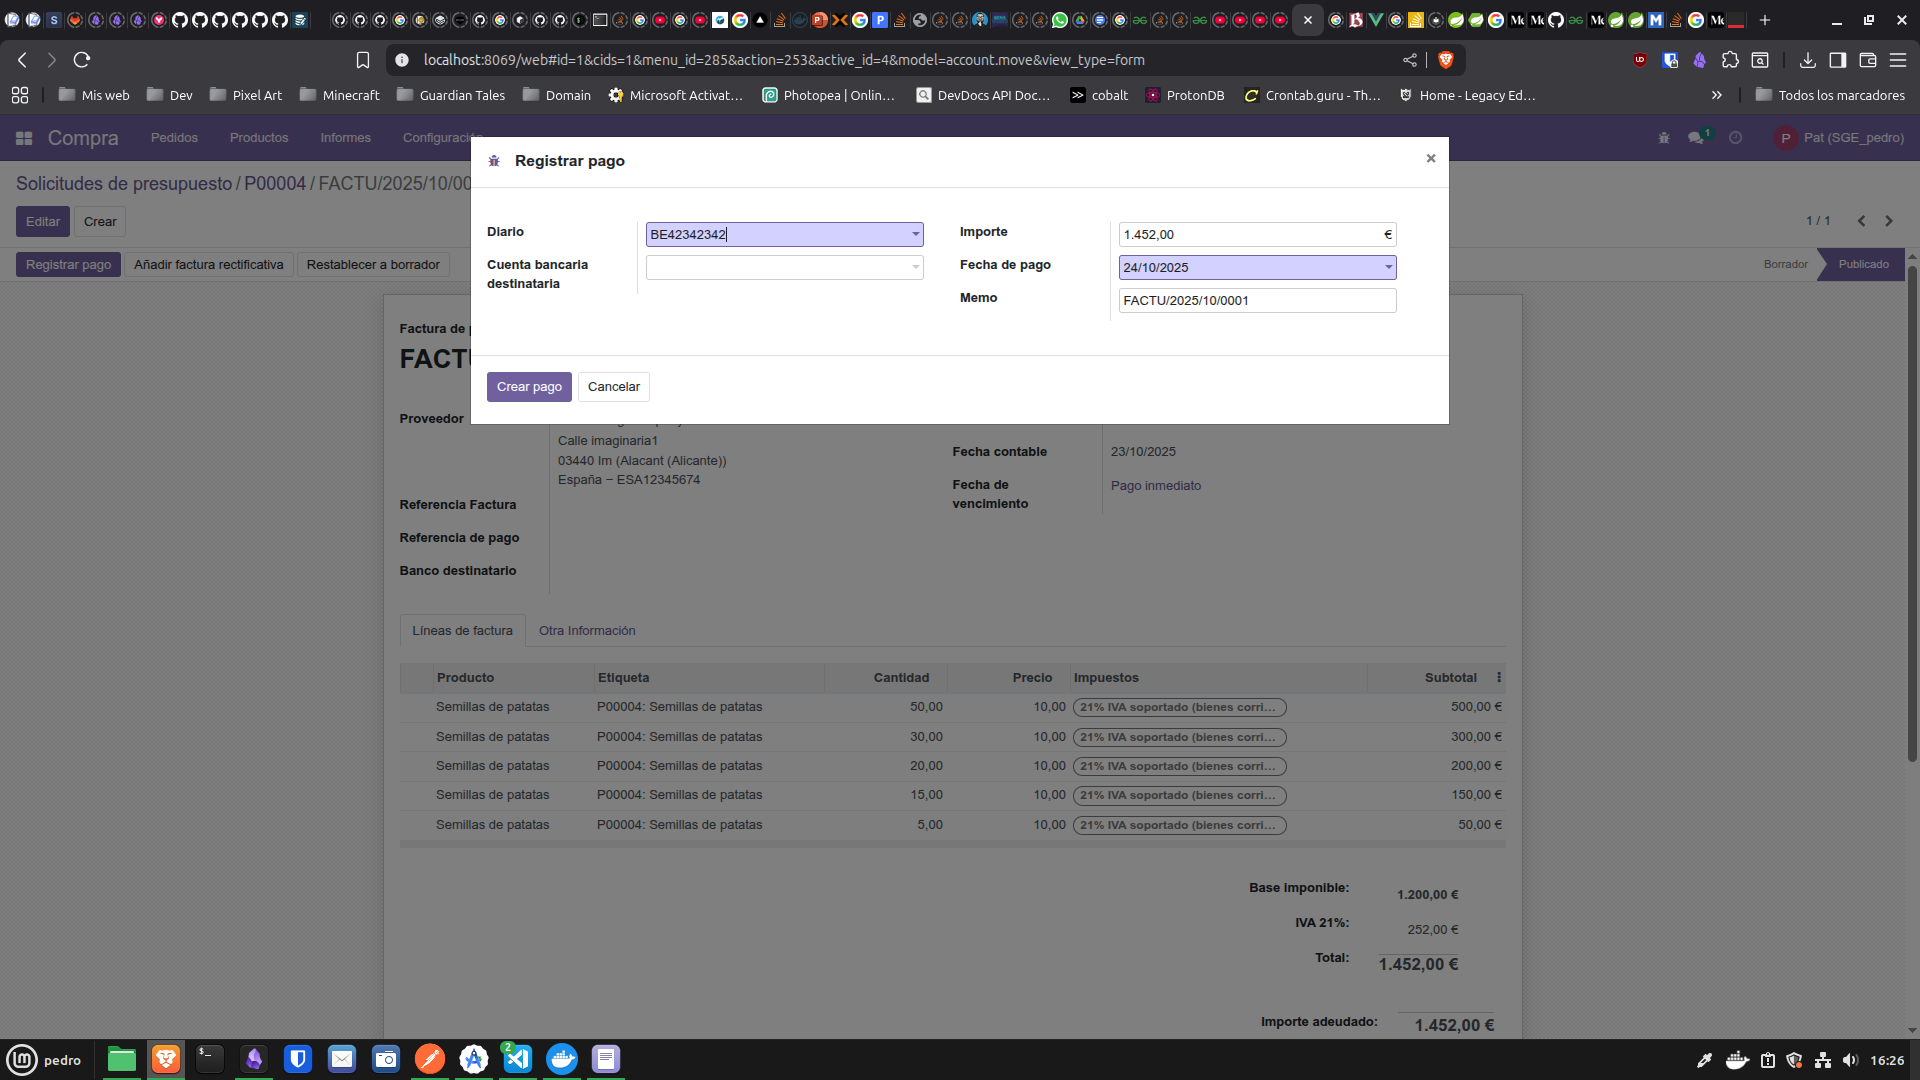 localhost:8069/web#id=1&cids=1&menu_id=285&action=253&active_id=4&model=account.move&view_type=form
Mis web
Dev
Pixel Art
Minecraft
Guardian Tales
Domain
Microsoft Activat...
Photopea | Onlin...
DevDocs API Doc...
cobalt
ProtonDB
Crontab.guru - Th...
Home - Legacy Ed...
»
Todos los marcadores
Compra
Pedidos
Productos
Informes
Configuració
1
P
Pat (SGE_pedro)
Solicitudes de presupuesto / P00004 / FACTU/2025/10/00
Editar
Crear
1 / 1
Registrar pago
Añadir factura rectificativa
Restablecer a borrador
Borrador
Publicado
Registrar pago
×
Diario
BE42342342
Cuenta bancaria
destinataria
Importe
1.452,00
€
Fecha de pago
24/10/2025
Memo
FACTU/2025/10/0001
Crear pago
Cancelar
Factura de
FACTU
Proveedor
Calle imaginaria1
03440 Im (Alacant (Alicante))
España – ESA12345674
Referencia Factura
Referencia de pago
Banco destinatario
Fecha contable
23/10/2025
Fecha de
vencimiento
Pago inmediato
Líneas de factura
Otra Información
Producto Etiqueta Cantidad Precio Impuestos Subtotal
Semillas de patatas P00004: Semillas de patatas 50,00 10,00 21% IVA soportado (bienes corri... 500,00 €
Semillas de patatas P00004: Semillas de patatas 30,00 10,00 21% IVA soportado (bienes corri... 300,00 €
Semillas de patatas P00004: Semillas de patatas 20,00 10,00 21% IVA soportado (bienes corri... 200,00 €
Semillas de patatas P00004: Semillas de patatas 15,00 10,00 21% IVA soportado (bienes corri... 150,00 €
Semillas de patatas P00004: Semillas de patatas 5,00 10,00 21% IVA soportado (bienes corri... 50,00 €
Base imponible: 1.200,00 €
IVA 21%: 252,00 €
Total: 1.452,00 €
Importe adeudado: 1.452,00 €
pedro
2
16:26